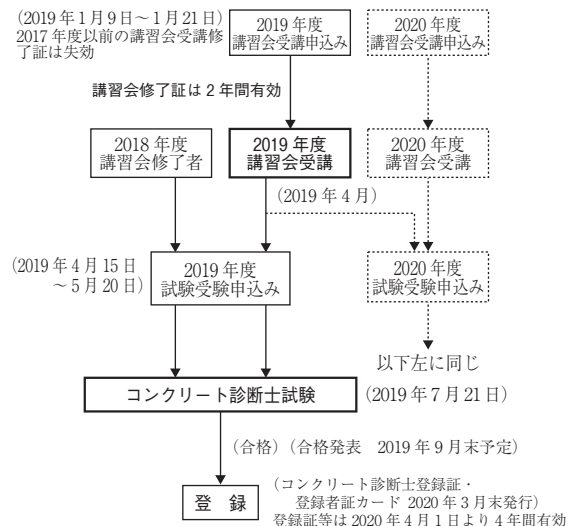 （2019年1月9日～1月21日）
2017年度以前の講習会受講修
了証は失効
2019年度
講習会受講申込み
2020年度
講習会受講申込み
講習会修了証は2年間有効
2018年度
講習会修了者
2019年度
講習会受講
2020年度
講習会受講
（2019年4月）
（2019年4月15日
～5月20日）
2019年度
試験受験申込み
2020年度
試験受験申込み
以下左に同じ
コンクリート診断士試験
（2019年7月21日）
（合格）（合格発表　2019年9月末予定）
登　録
（コンクリート診断士登録証・
登録者証カード 2020年3月末発行）
登録証等は2020年4月1日より4年間有効